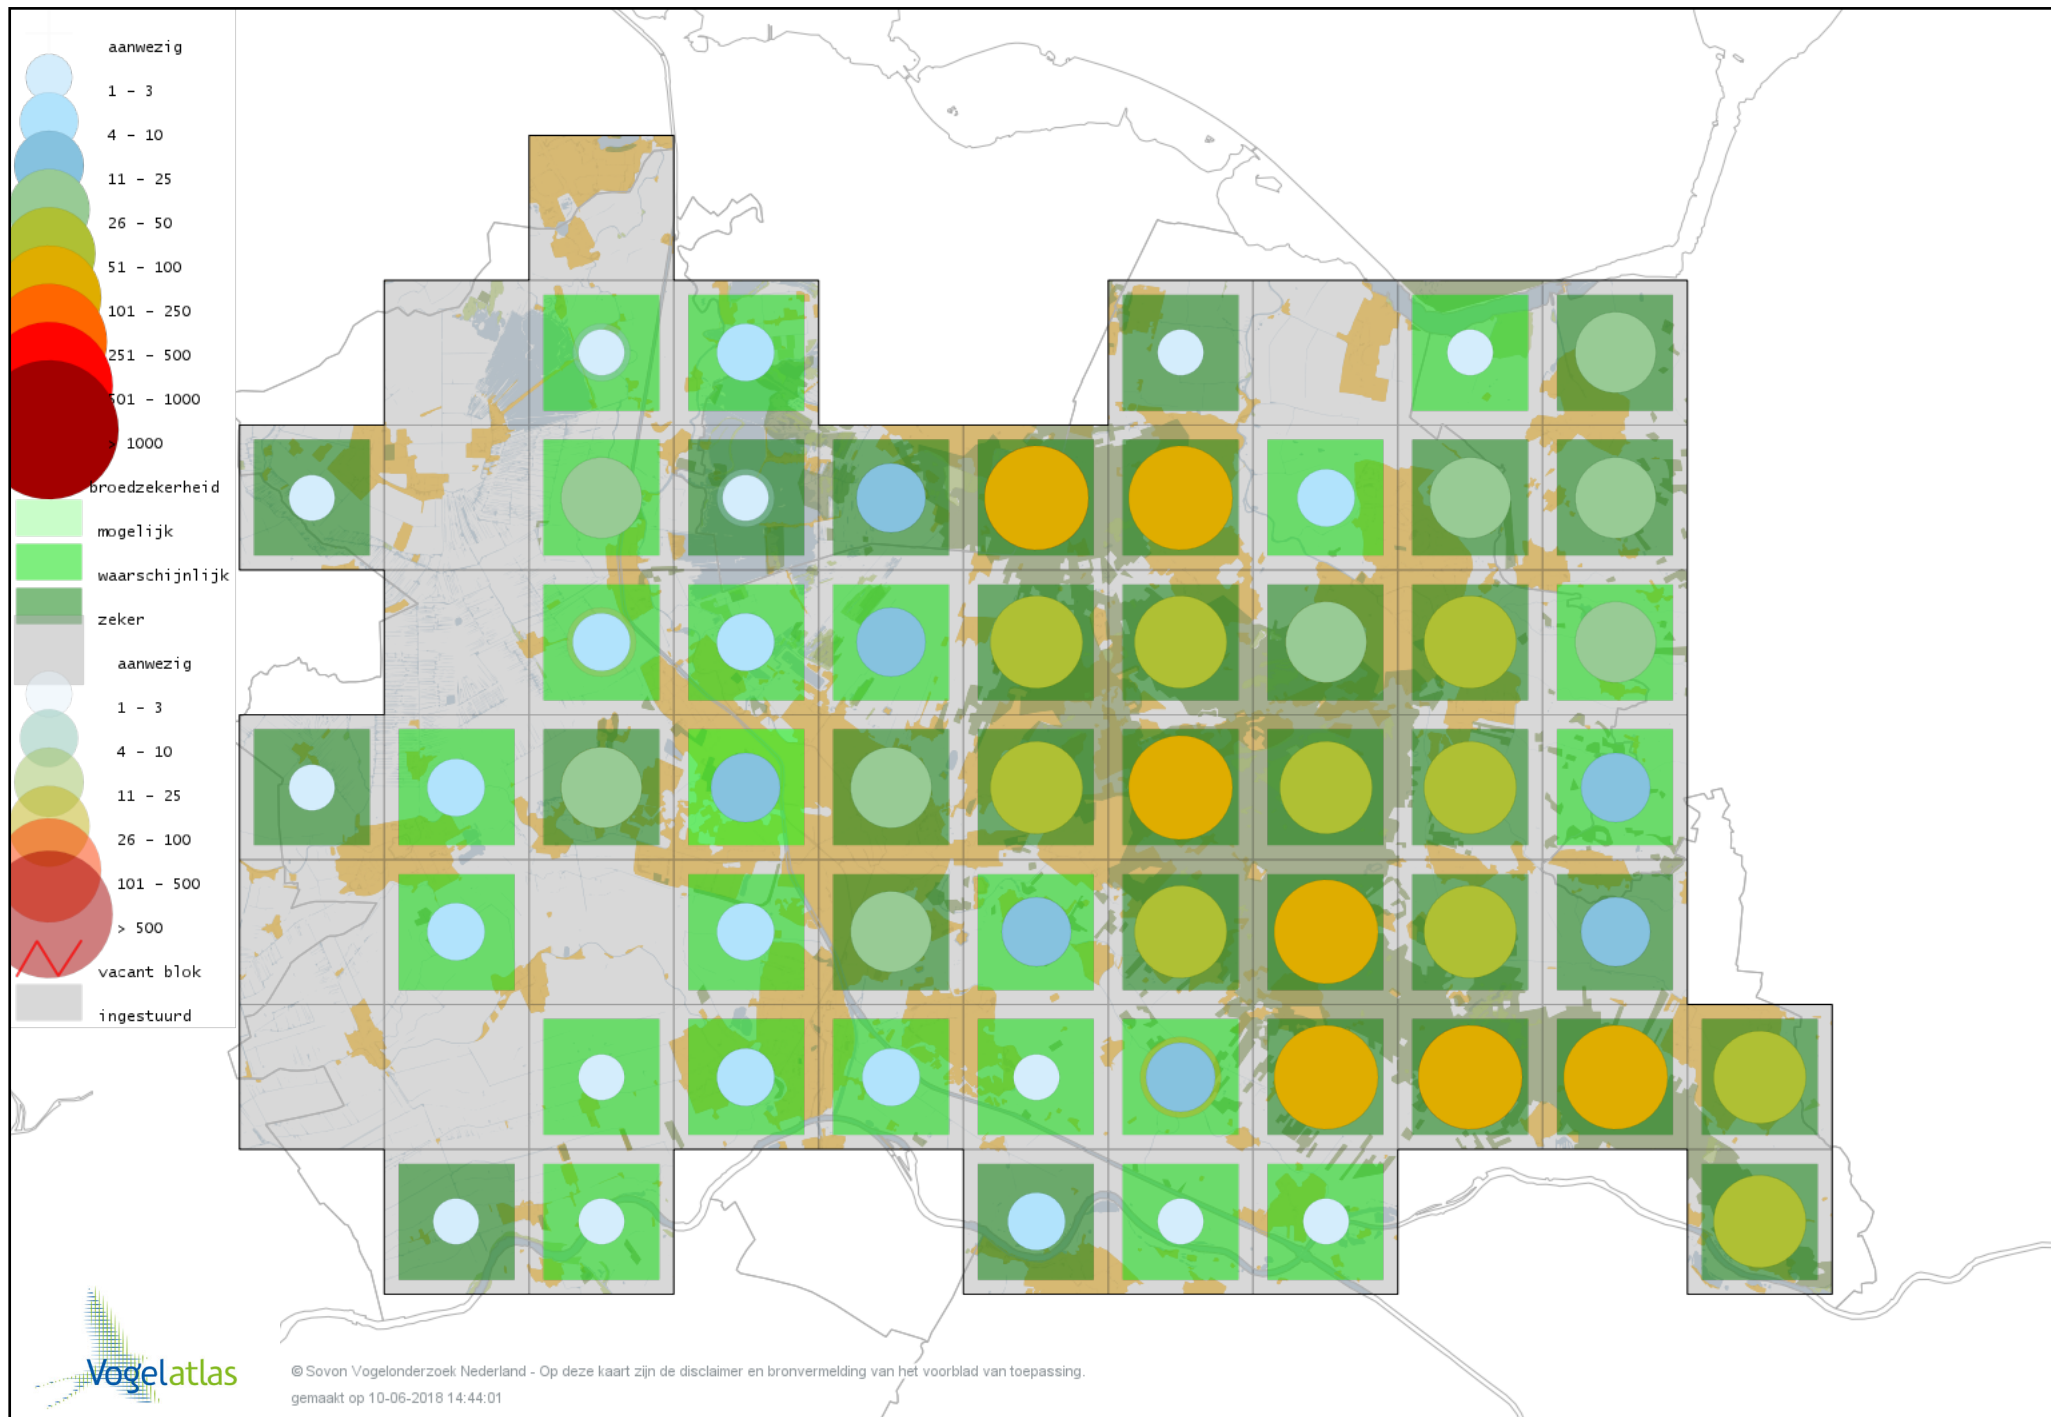 aanwezig
1 - 3
4 - 10
11 - 25
26 - 50
51 - 100
101 - 250
251 - 500
501 - 1000
> 1000
broedzekerheid
mogelijk
waarschijnlijk
zeker
aanwezig
1 - 3
4 - 10
11 - 25
26 - 100
101 - 500
> 500
vacant blok
ingestuurd
Vogelatlas
© Sovon Vogelonderzoek Nederland - Op deze kaart zijn de disclaimer en bronvermelding van het voorblad van toepassing.
gemaakt op 10-06-2018 14:44:01